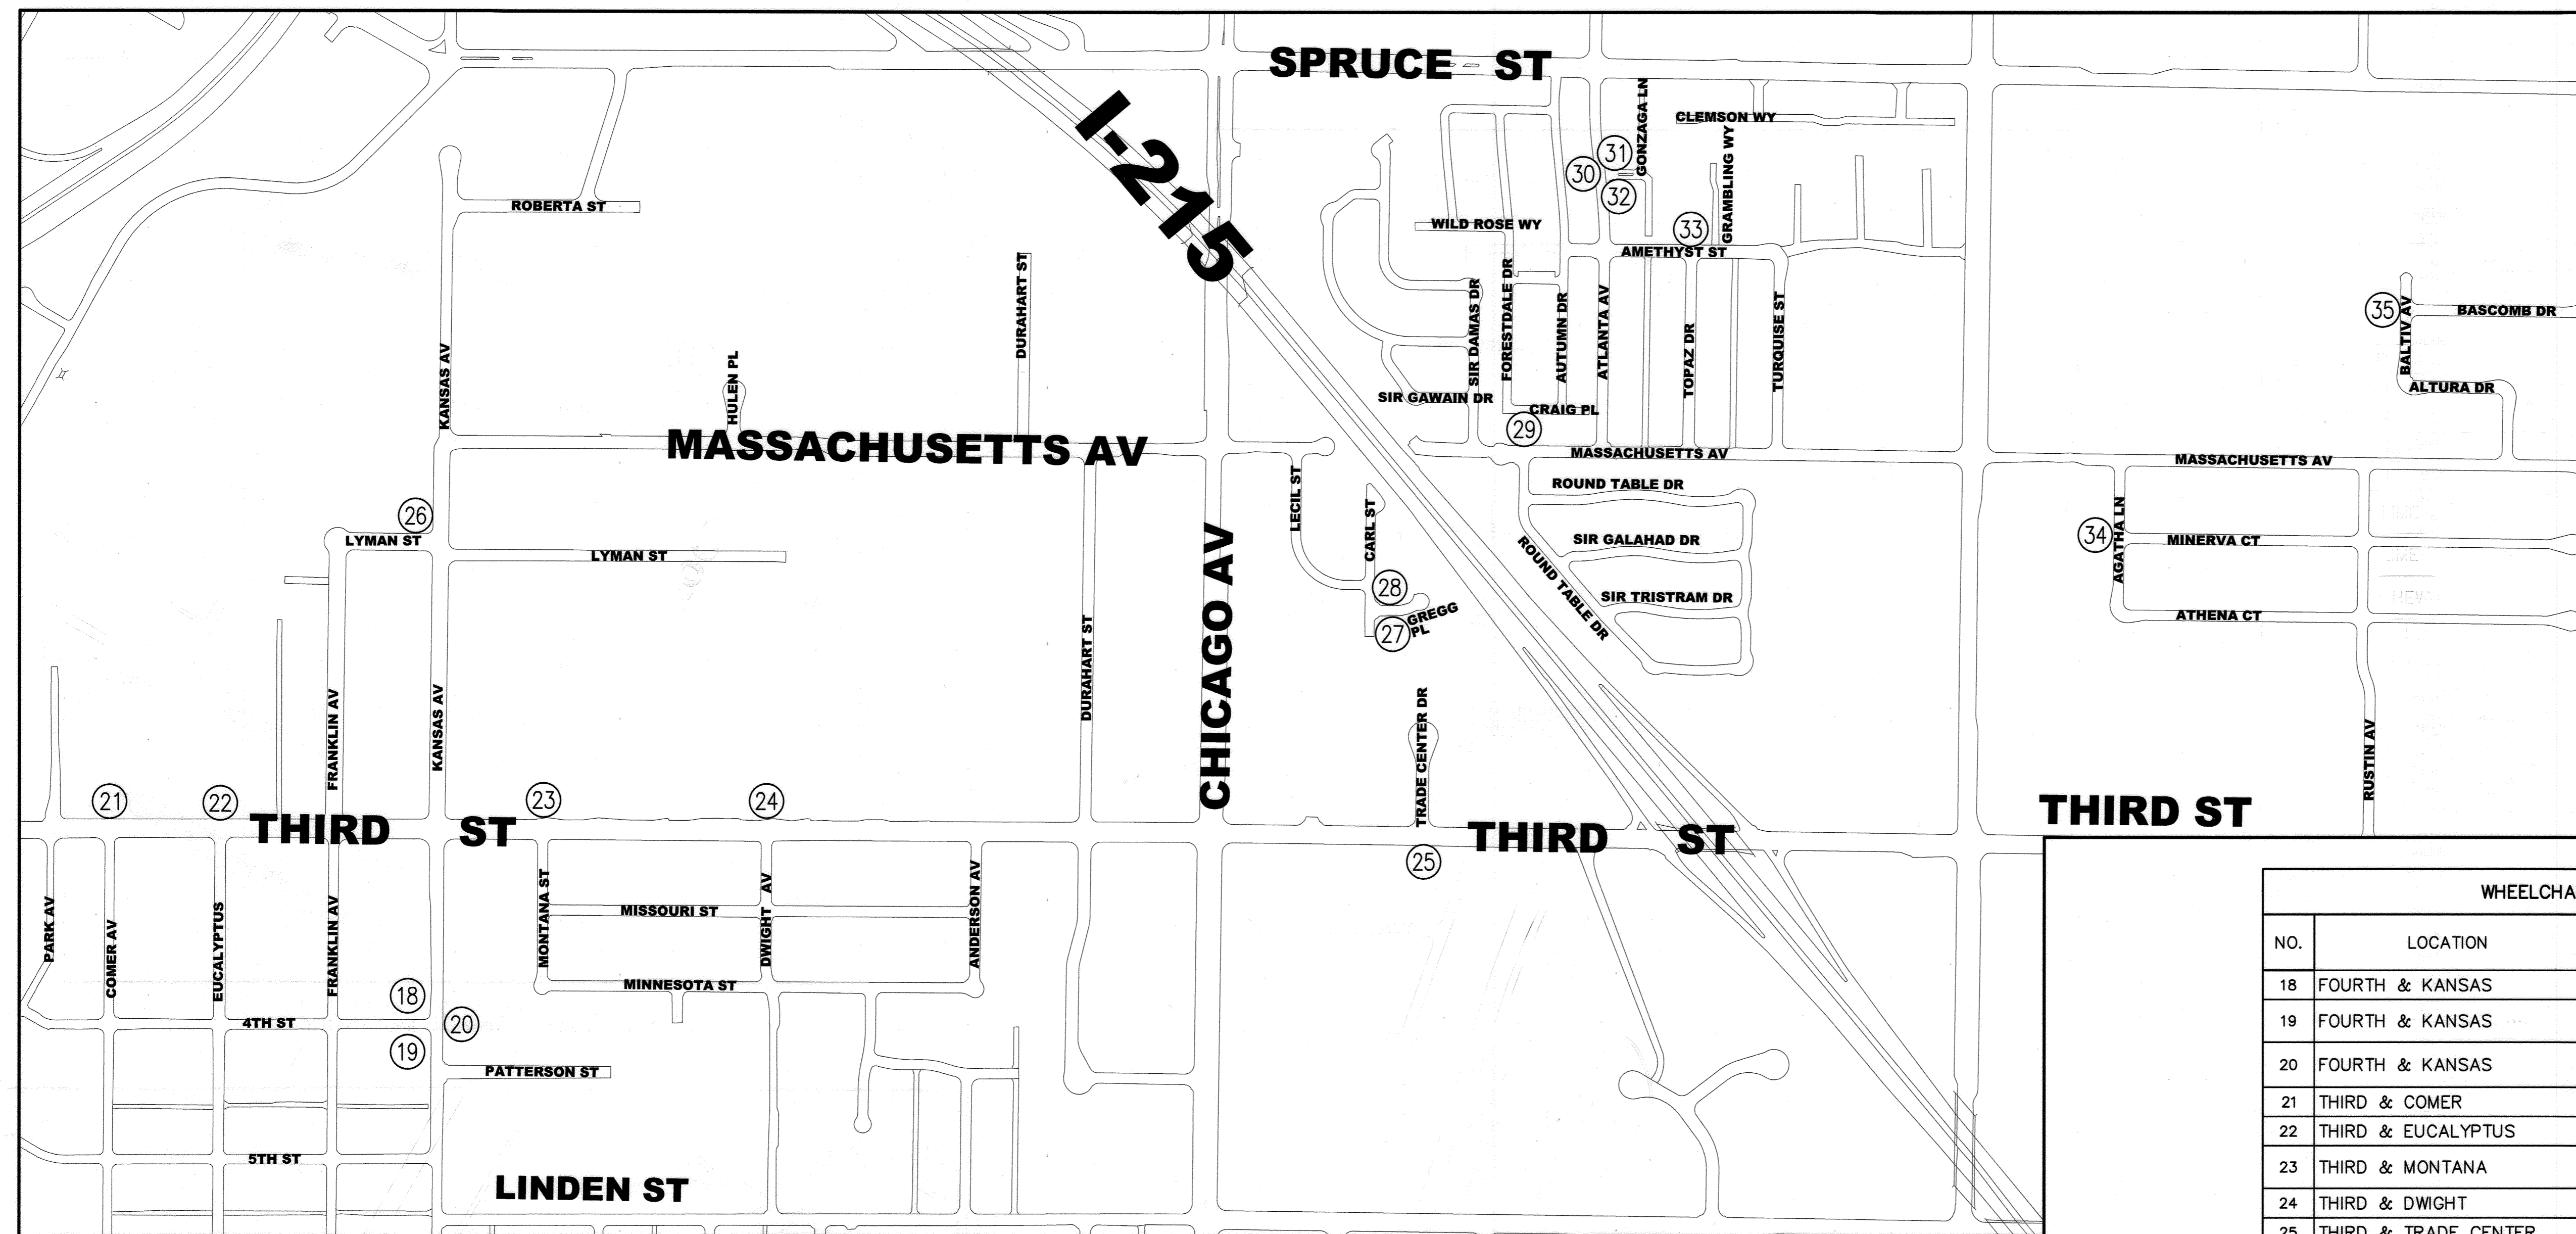 SPRUCE ST
I-215
GONZAGA LN
CLEMSON WY
GRAMBLING WY
31
30
32
33
ROBERTA ST
WILD ROSE WY
AMETHYST ST
DURAHART ST
KANSAS AV
HULEN PL
SIR DAMAS DR
FORESTDALE DR
AUTUMN DR
ATLANTA AV
TOPAZ DR
TURQUISE ST
35
BALTIV AV
BASCOMB DR
ALTURA DR
SIR GAWAIN DR
CRAIG PL
29
MASSACHUSETTS AV
MASSACHUSETTS AV
MASSACHUSETTS AV
LECIL ST
CARL ST
ROUND TABLE DR
SIR GALAHAD DR
SIR TRISTRAM DR
ROUND TABLE DR
26
LYMAN ST
LYMAN ST
34
AGATHA LN
MINERVA CT
ATHENA CT
28
27
GREGG
PL
CHICAGO AV
DURAHART ST
FRANKLIN AV
KANSAS AV
TRADE CENTER DR
RUSTIN AV
21
22
23
24
THIRD ST
THIRD ST
THIRD ST
25
PARK AV
COMER AV
EUCALYPTUS
FRANKLIN AV
MONTANA ST
MISSOURI ST
DWIGHT AV
ANDERSON AV
MINNESOTA ST
18
4TH ST
20
19
PATTERSON ST
5TH ST
LINDEN ST
WHEELCHA
NO. LOCATION
18 FOURTH & KANSAS
19 FOURTH & KANSAS
20 FOURTH & KANSAS
21 THIRD & COMER
22 THIRD & EUCALYPTUS
23 THIRD & MONTANA
24 THIRD & DWIGHT
25 THIRD & TRADE CENTER